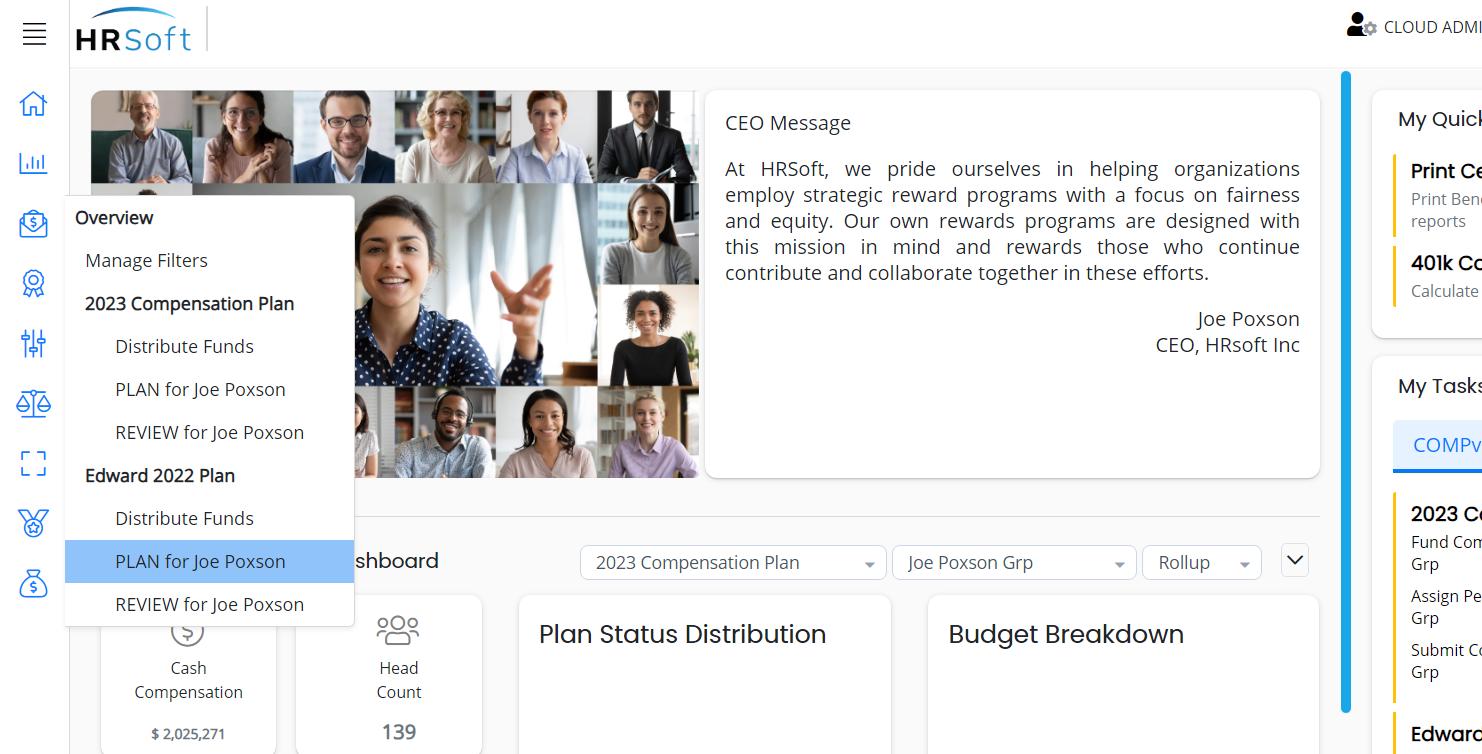 HRSoft
CLOUD ADMI
Overview
Manage Filters
2023 Compensation Plan
Distribute Funds
PLAN for Joe Poxson
REVIEW for Joe Poxson
Edward 2022 Plan
Distribute Funds
PLAN for Joe Poxson
REVIEW for Joe Poxson
CEO Message
At HRSoft, we pride ourselves in helping organizations
employ strategic reward programs with a focus on fairness
and equity. Our own rewards programs are designed with
this mission in mind and rewards those who continue
contribute and collaborate together in these efforts.
Joe Poxson
CEO, HRsoft Inc
shboard
2023 Compensation Plan
Joe Poxson Grp
Rollup
Cash
Compensation
$ 2,025,271
Head
Count
139
Plan Status Distribution
Budget Breakdown
My Quick
Print Ce
Print Bene
reports
401k Co
Calculate
My Tasks
COMPv
2023 Co
Fund Com
Grp
Assign Pe
Grp
Submit Co
Grp
Edward